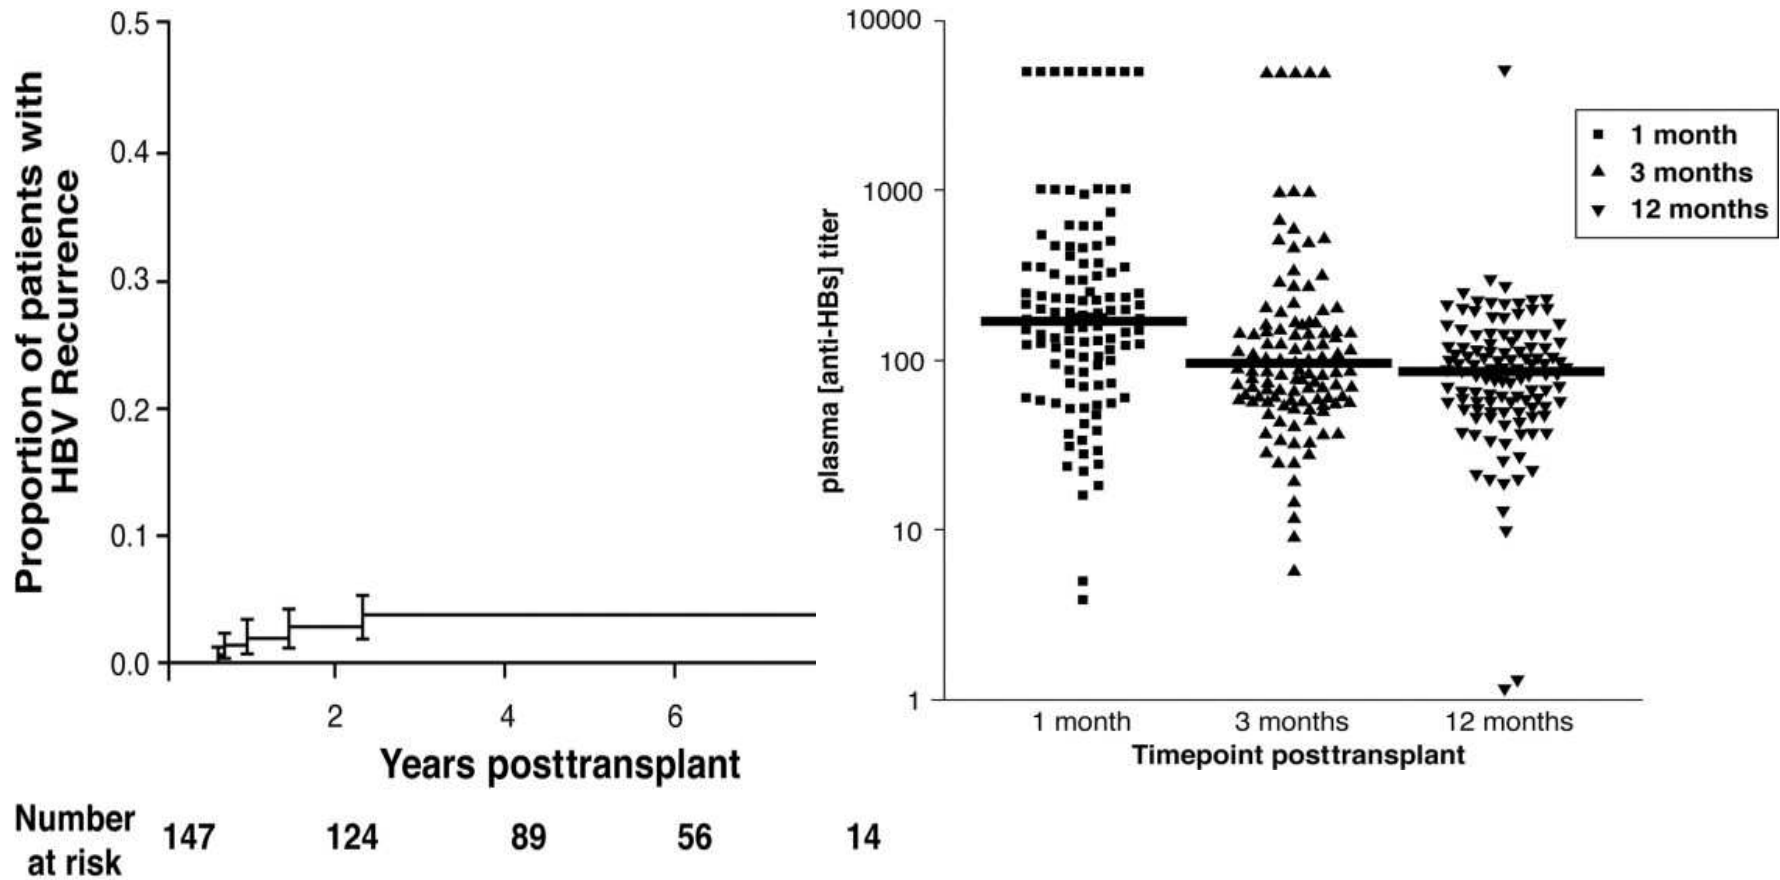 Proportion of patients with
HBV Recurrence
0.5
0.4
0.3
0.2
0.1
0.0
2
4
6
Years posttransplant
Number
at risk
147
124
89
56
14
plasma [anti-HBs] titer
10000
1000
100
10
1
1 month
3 months
12 months
1 month
3 months
12 months
Timepoint posttransplant